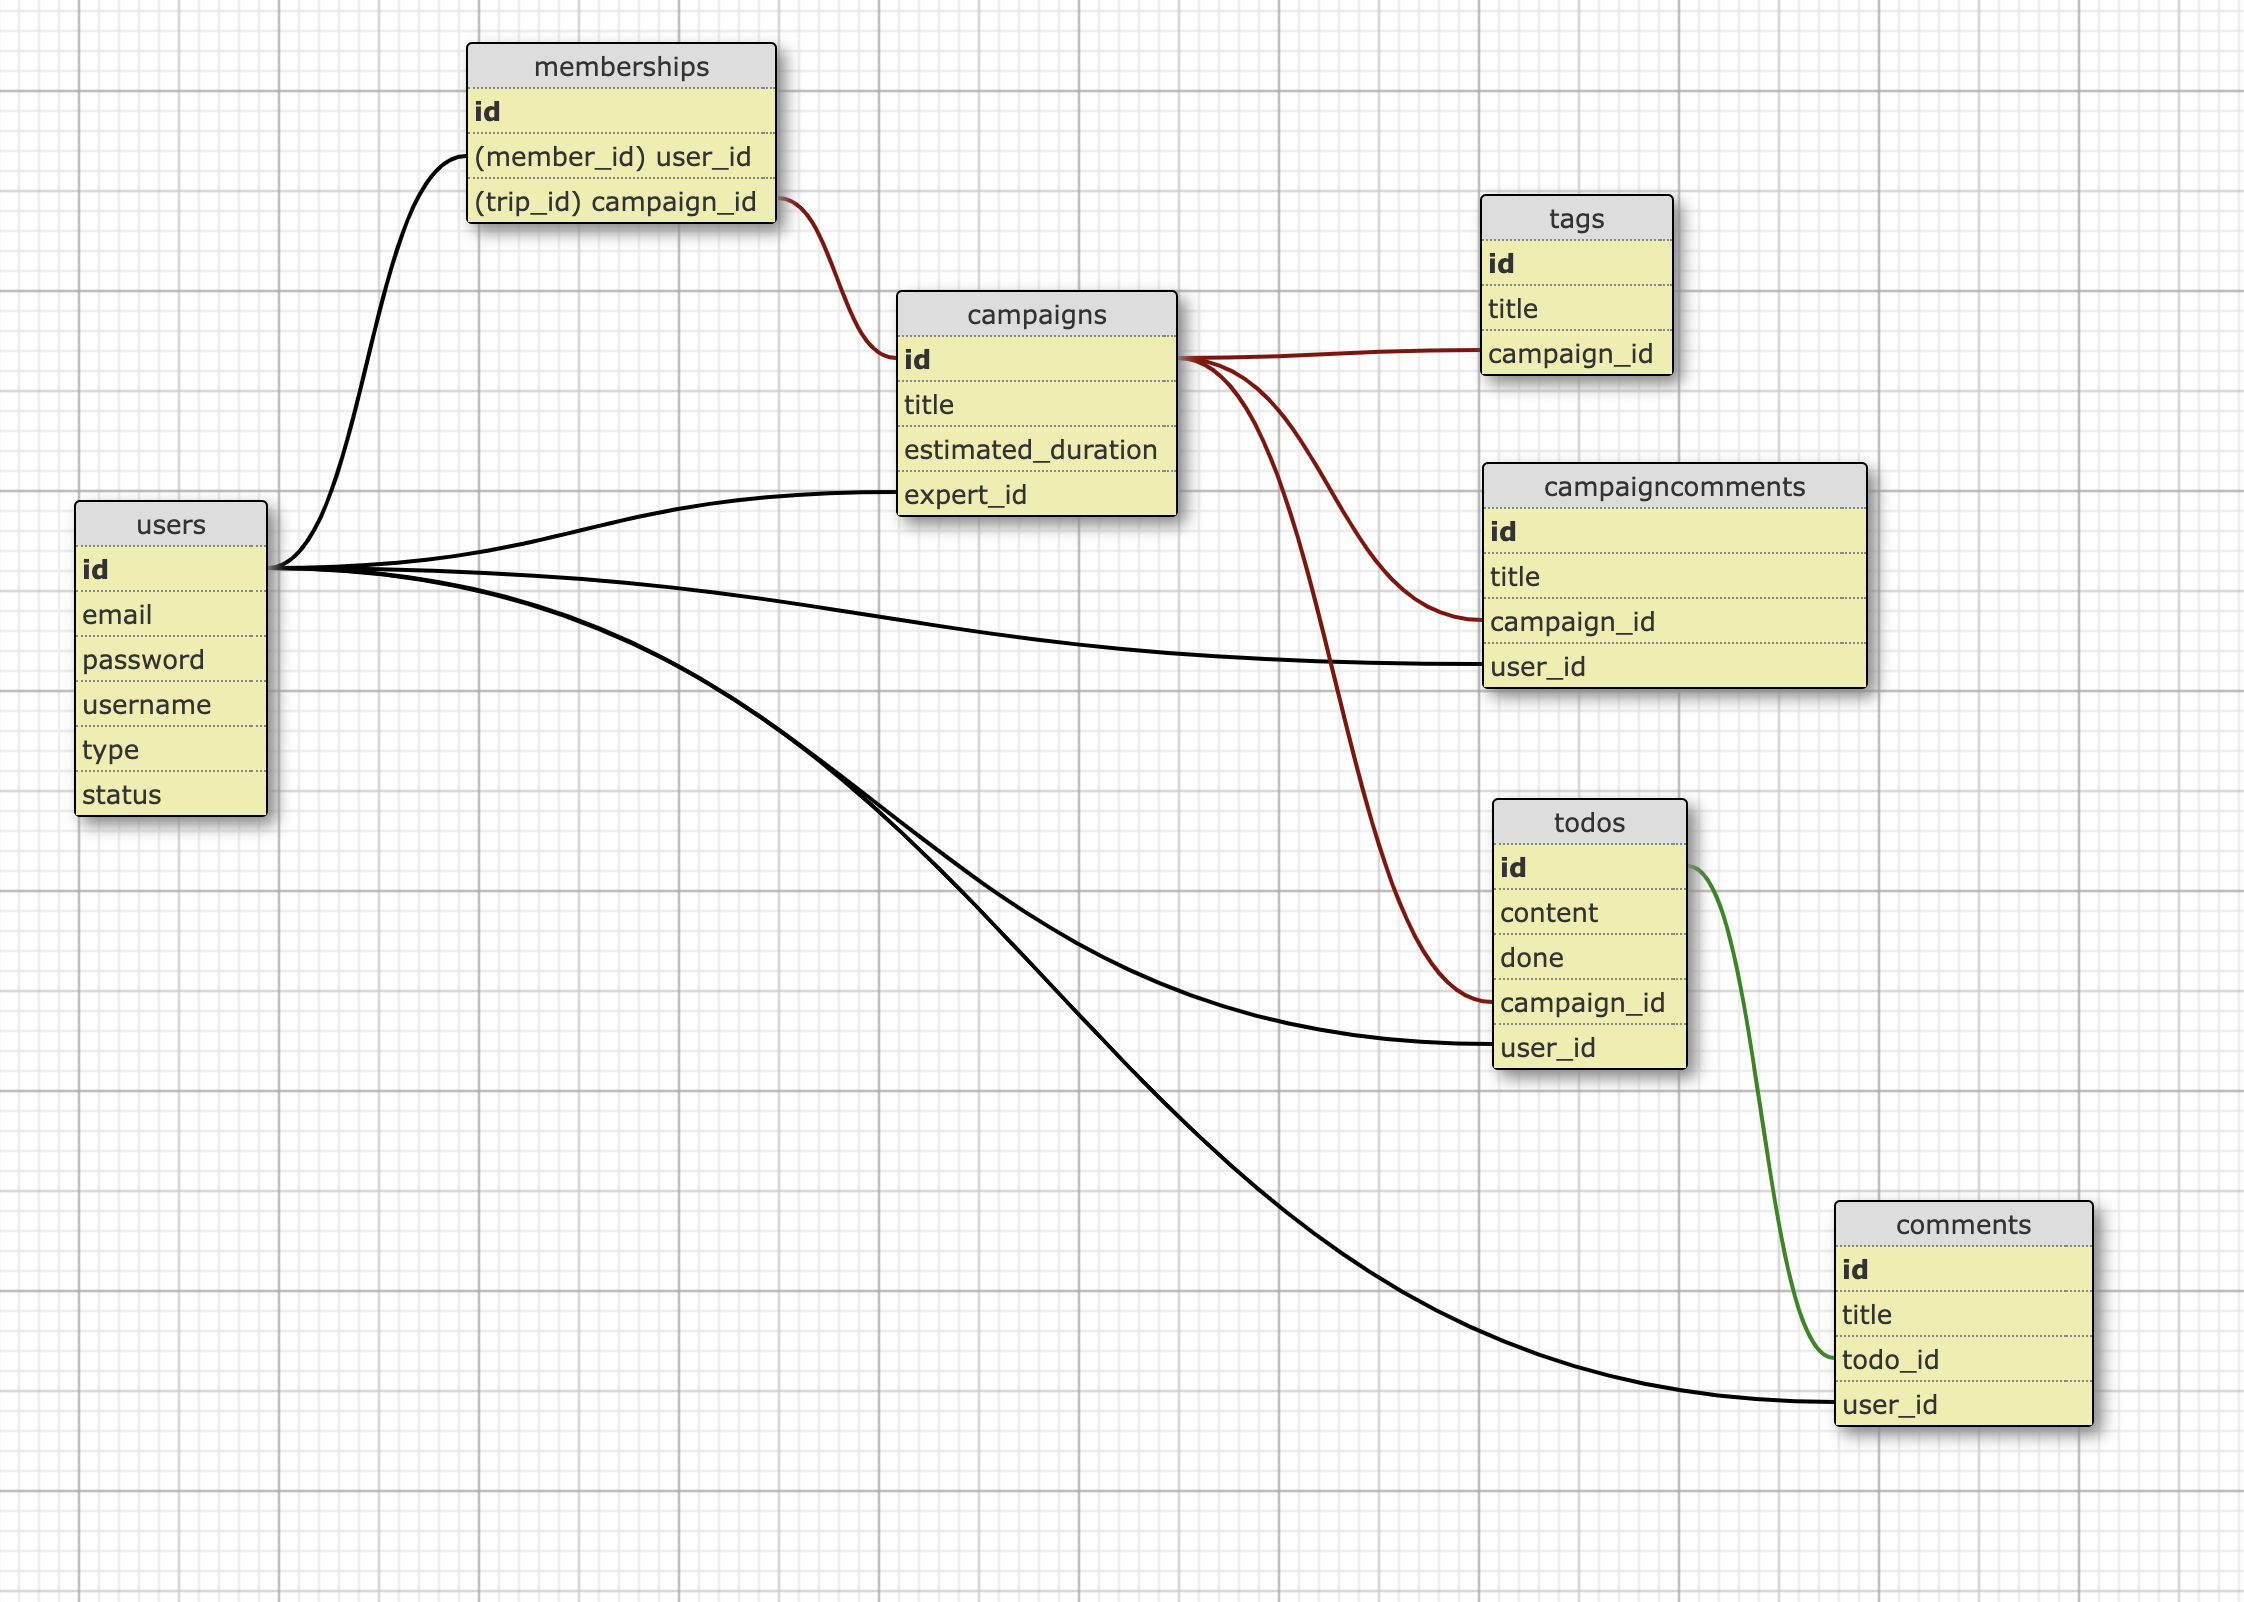 memberships
id
(member_id) user_id
(trip_id) campaign_id
tags
id
title
campaign_id
campaigns
id
title
estimated_duration
expert_id
campaigncomments
id
title
campaign_id
user_id
users
id
email
password
username
type
status
todos
id
content
done
campaign_id
user_id
comments
id
title
todo_id
user_id